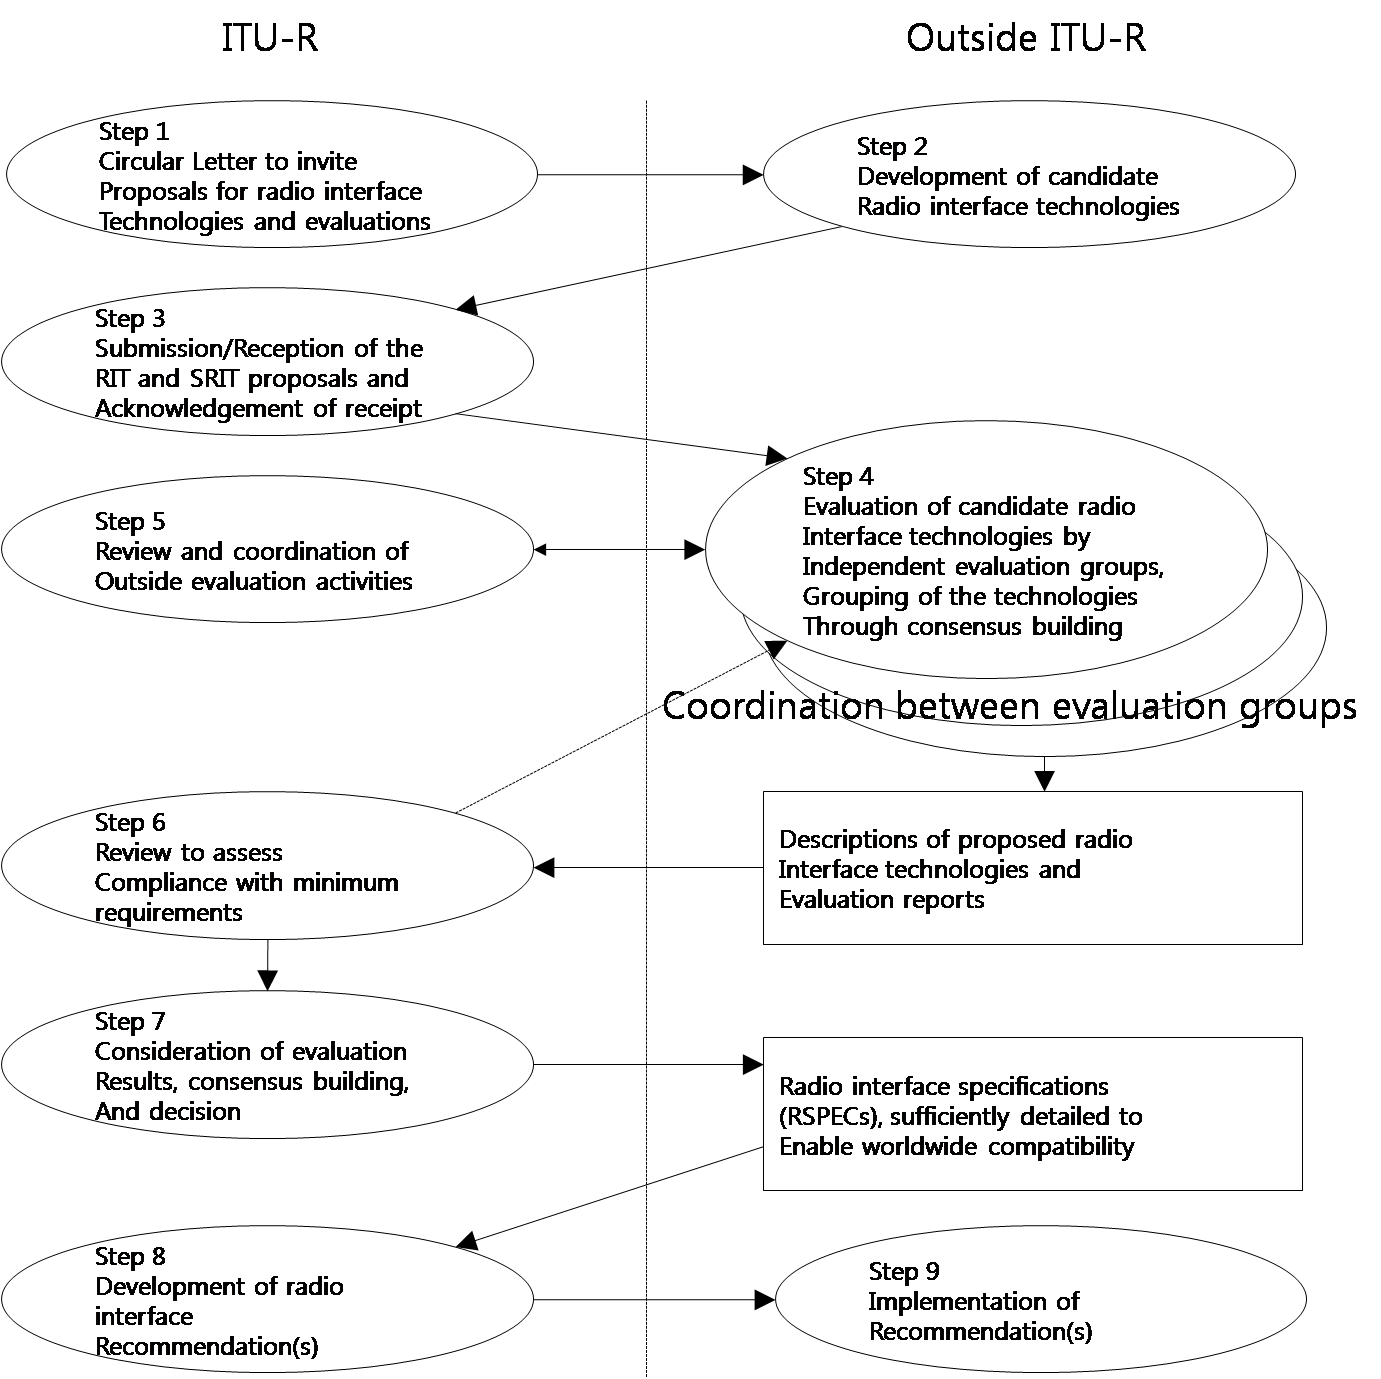 ITU-R
Outside ITU-R
Step 1
Circular Letter to invite
Proposals for radio interface
Technologies and evaluations
Step 2
Development of candidate
Radio interface technologies
Step 3
Submission/Reception of the
RIT and SRIT proposals and
Acknowledgement of receipt
Step 4
Evaluation of candidate radio
Interface technologies by
Independent evaluation groups,
Grouping of the technologies
Through consensus building
Step 5
Review and coordination of
Outside evaluation activities
Coordination between evaluation groups
Step 6
Review to assess
Compliance with minimum
requirements
Descriptions of proposed radio
Interface technologies and
Evaluation reports
Step 7
Consideration of evaluation
Results, consensus building,
And decision
Radio interface specifications
(RSPECs), sufficiently detailed to
Enable worldwide compatibility
Step 8
Development of radio
interface
Recommendation(s)
Step 9
Implementation of
Recommendation(s)